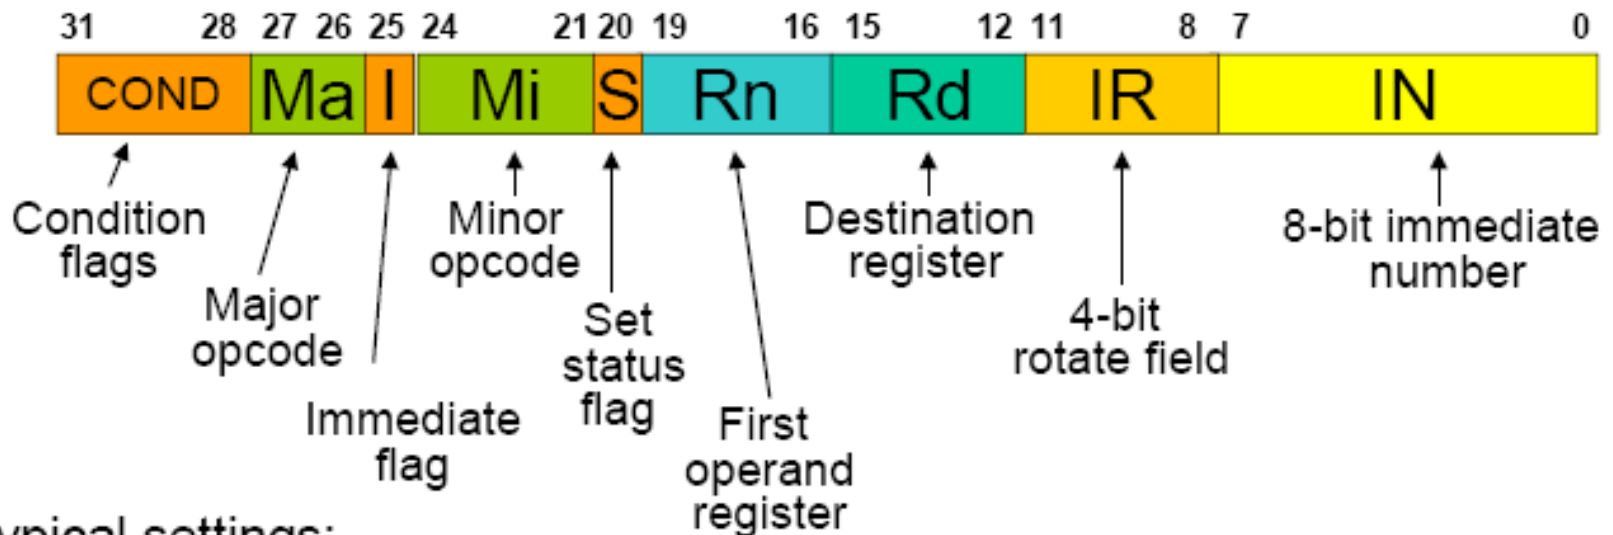 31 28 27 26 25 24 21 20 19 16 15 12 11 8 7 0
COND Ma I Mi S Rn Rd IR IN
Condition
flags
Major
opcode
Immediate
flag
Minor
opcode
Set
status
flag
First
operand
register
Destination
register
4-bit
rotate field
8-bit immediate
number
ypical settings: